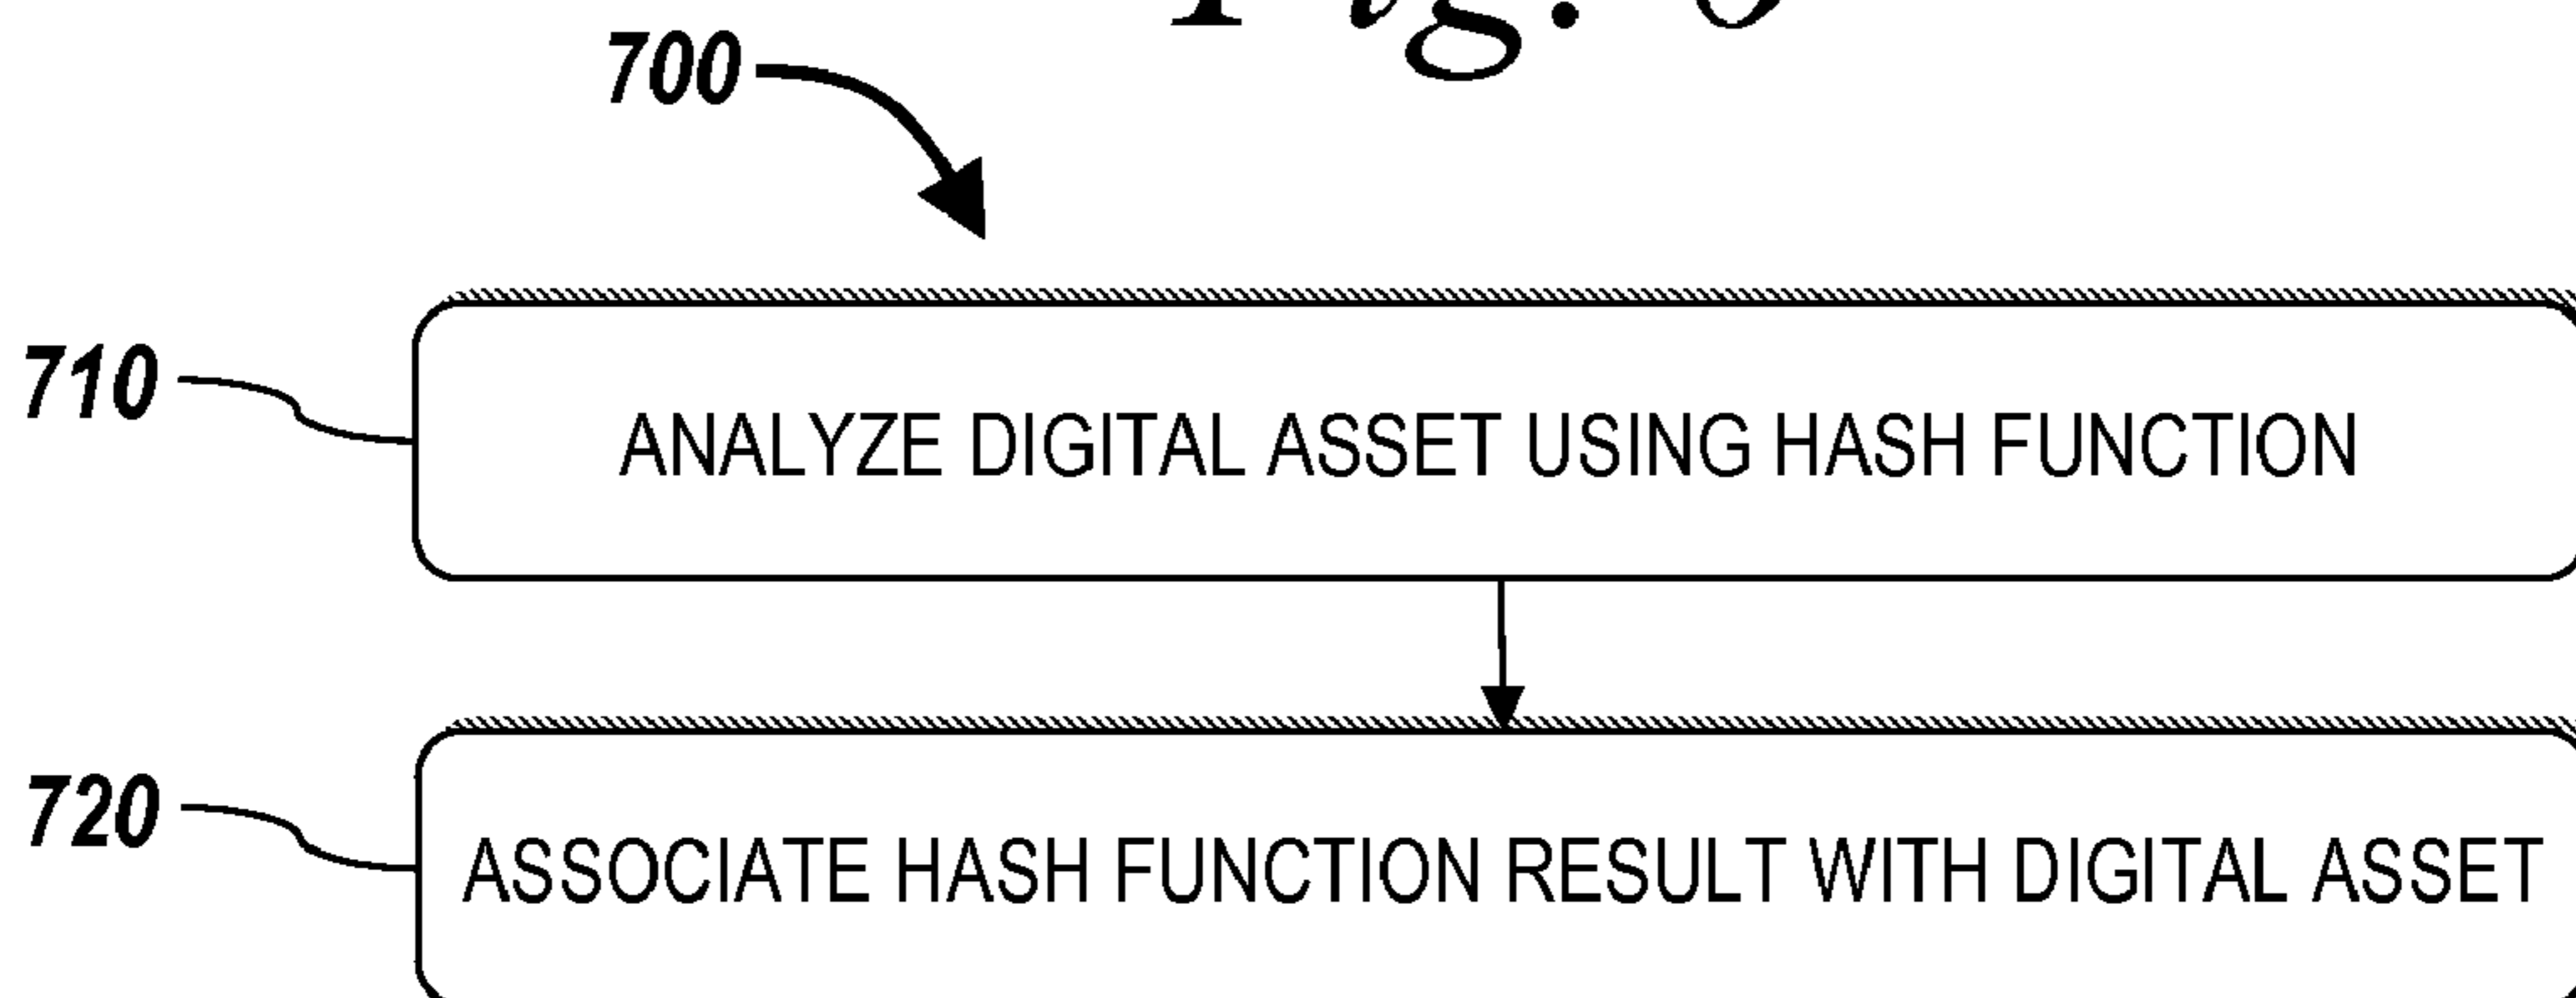 700
710
ANALYZE DIGITAL ASSET USING HASH FUNCTION
720
ASSOCIATE HASH FUNCTION RESULT WITH DIGITAL ASSET